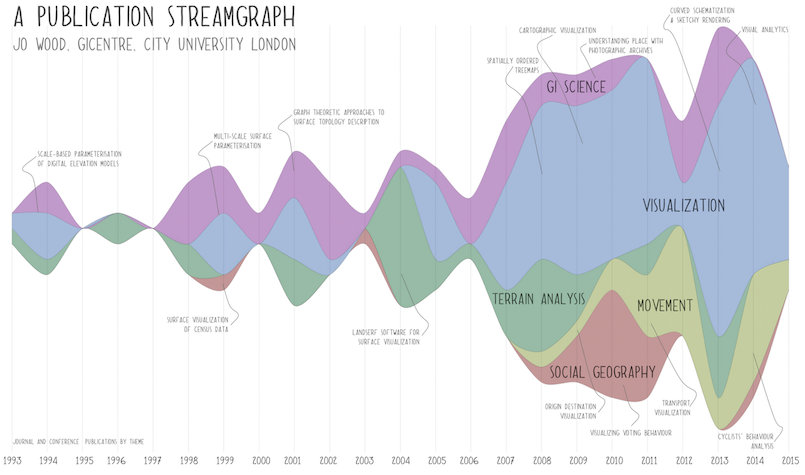 A PUBLICATION STREAMGRAPH
JO WOOD, GICENTRE, CITY UNIVERSITY LONDON
CURVED SCHEMATIZATION
& SKETCHY RENDERING
CARTOGRAPHIC VISUALIZATION
VISUAL ANALYTICS
UNDERSTANDING PLACE WITH
PHOTOGRAPHIC ARCHIVES
SPATIALLY ORDERED
TREEMAPS
GI SCIENCE
GRAPH THEORETIC APPROACHES TO
SURFACE TOPOLOGY DESCRIPTION
MULTI-SCALE SURFACE
PARAMETERISATION
SCALE-BASED PARAMETERISATION
OF DIGITAL ELEVATION MODELS
VISUALIZATION
TERRAIN ANALYSIS
MOVEMENT
SURFACE VISUALIZATION
OF CENSUS DATA
LANDSERF SOFTWARE FOR
SURFACE VISUALIZATION
SOCIAL GEOGRAPHY
ORIGIN DESTINATION
VISUALIZATION
TRANSPORT
VISUALIZATION
VISUALIZING VOTING BEHAVIOUR
CYCLISTS' BEHAVIOUR
ANALYSIS
JOURNAL AND CONFERENCE PUBLICATIONS BY THEME
1993 1994 1995 1996 1997 1998 1999 2000 2001 2002 2003 2004 2005 2006 2007 2008 2009 2010 2011 2012 2013 2014 2015